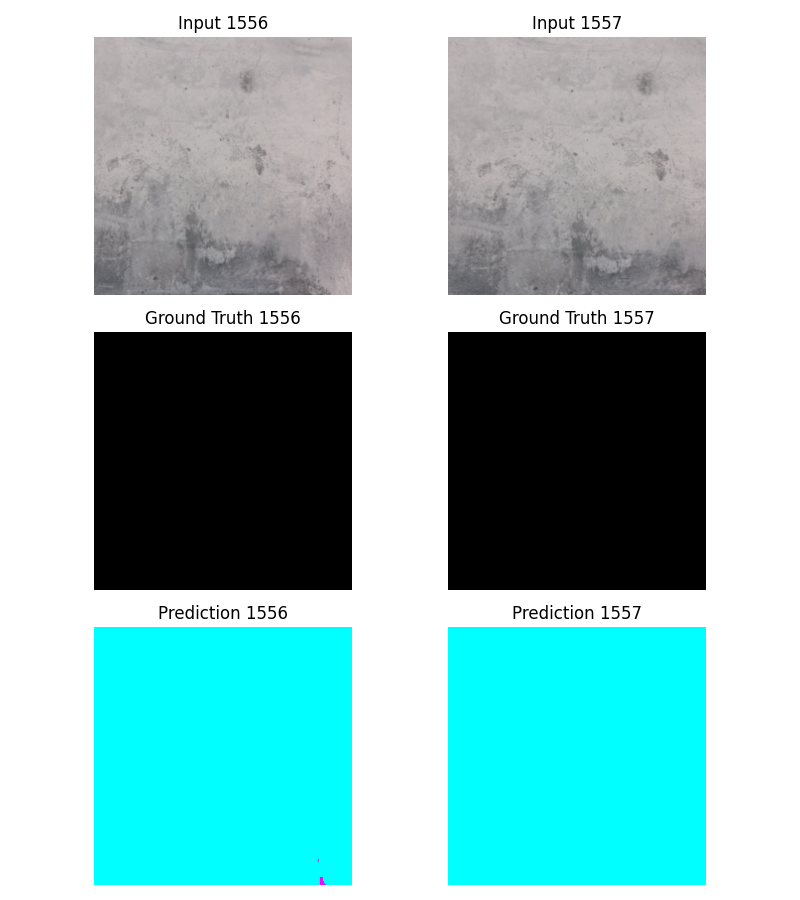 Input 1556
Input 1557
Ground Truth 1556
Ground Truth 1557
Prediction 1556
Prediction 1557